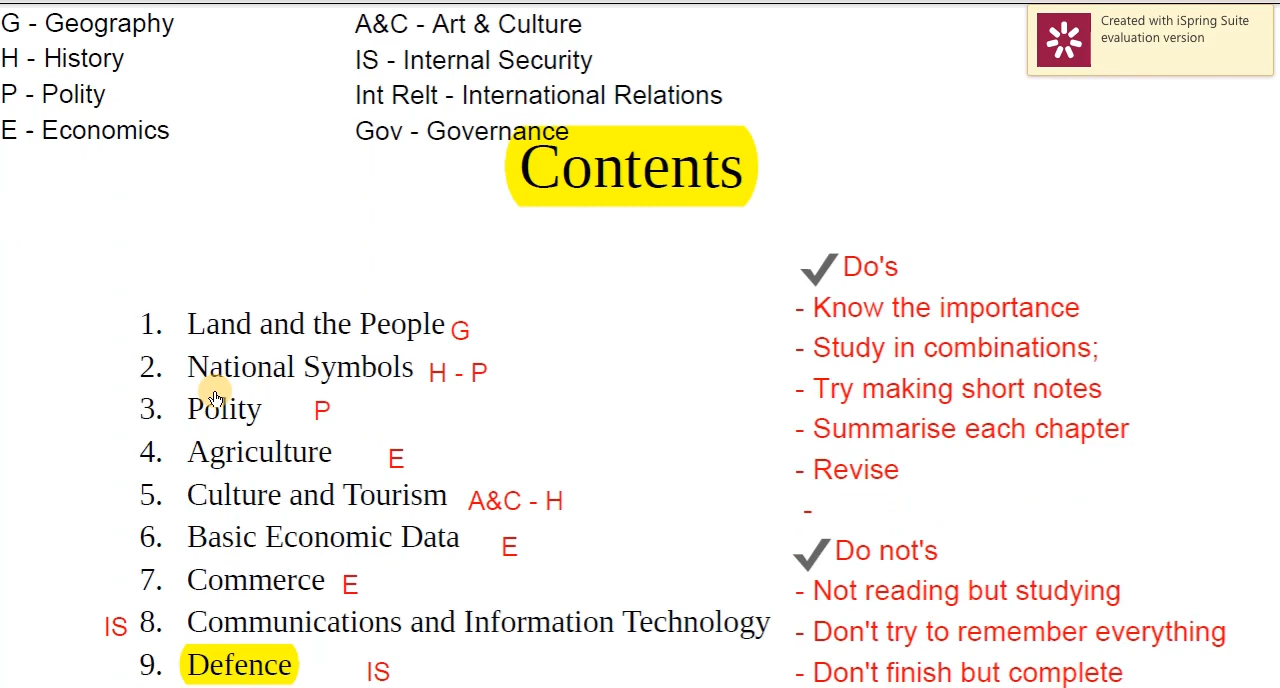 G - Geography
H - History
P - Polity
E - Economics
A&C - Art & Culture
IS - Internal Security
Int Relt - International Relations
Gov - Governance
Created with iSpring Suite
evaluation version
Contents
1. Land and the People G
2. National Symbols H - P
3. Polity P
4. Agriculture E
5. Culture and Tourism A&C - H
6. Basic Economic Data E
7. Commerce E
IS 8. Communications and Information Technology
9. Defence IS
✔Do's
- Know the importance
- Study in combinations;
- Try making short notes
- Summarise each chapter
- Revise
-
✔Do not's
- Not reading but studying
- Don't try to remember everything
- Don't finish but complete